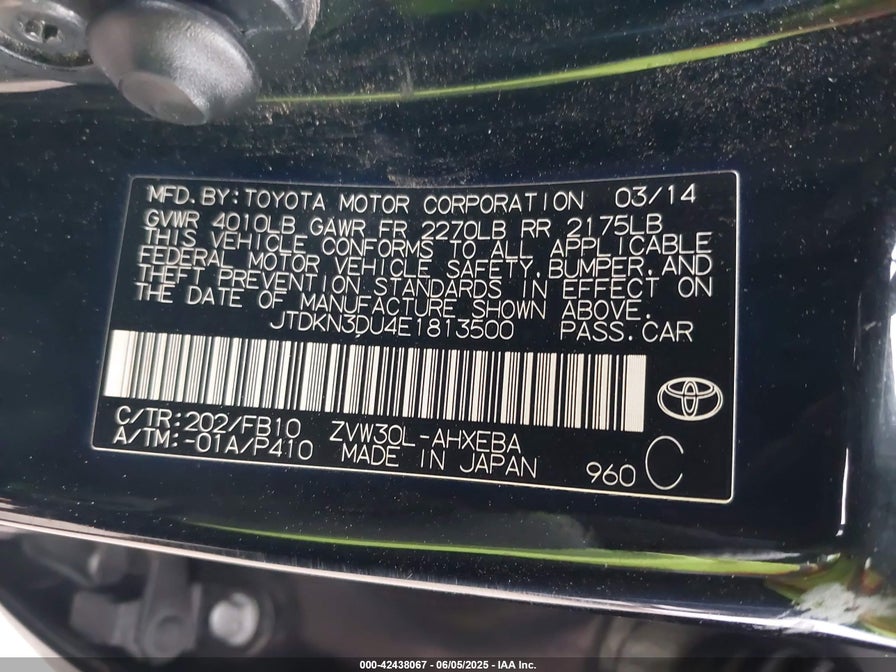 MFD.BY:TOYOTA MOTOR CORPORATION 03/14
GVWR 4010LB GAWR FR 2270LB RR 2175LB
THIS VEHICLE CONFORMS TO ALL APPLICABLE
FEDERAL MOTOR VEHICLE SAFETY,BUMPER,AND
THEFT PREVENTION STANDARDS IN EFFECT ON
THE DATE OF MANUFACTURE SHOWN ABOVE.
JTDKN3DU4E1813500 PASS.CAR
C/TR:202/FB10 ZVW30L-AHXEBA
A/TM:-01A/P410 MADE IN JAPAN 960 C
000-42438067 - 06/05/2025 - IAA Inc.